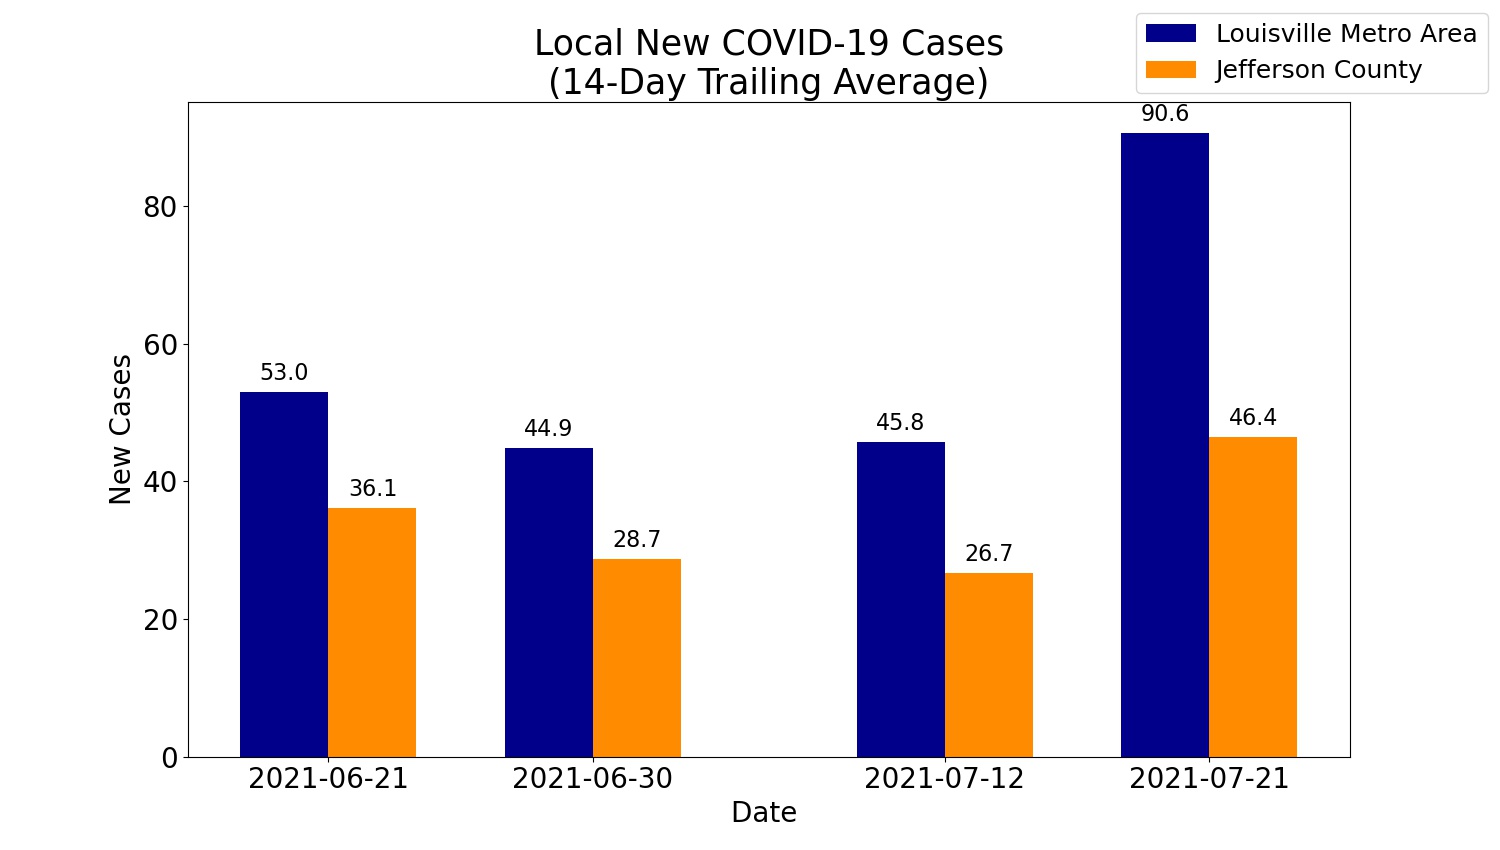 Local New COVID-19 Cases
(14-Day Trailing Average)
Louisville Metro Area
Jefferson County
90.6
80
60
53.0
44.9
45.8
46.4
New Cases
40
36.1
28.7
26.7
20
0
2021-06-21
2021-06-30
2021-07-12
2021-07-21
Date